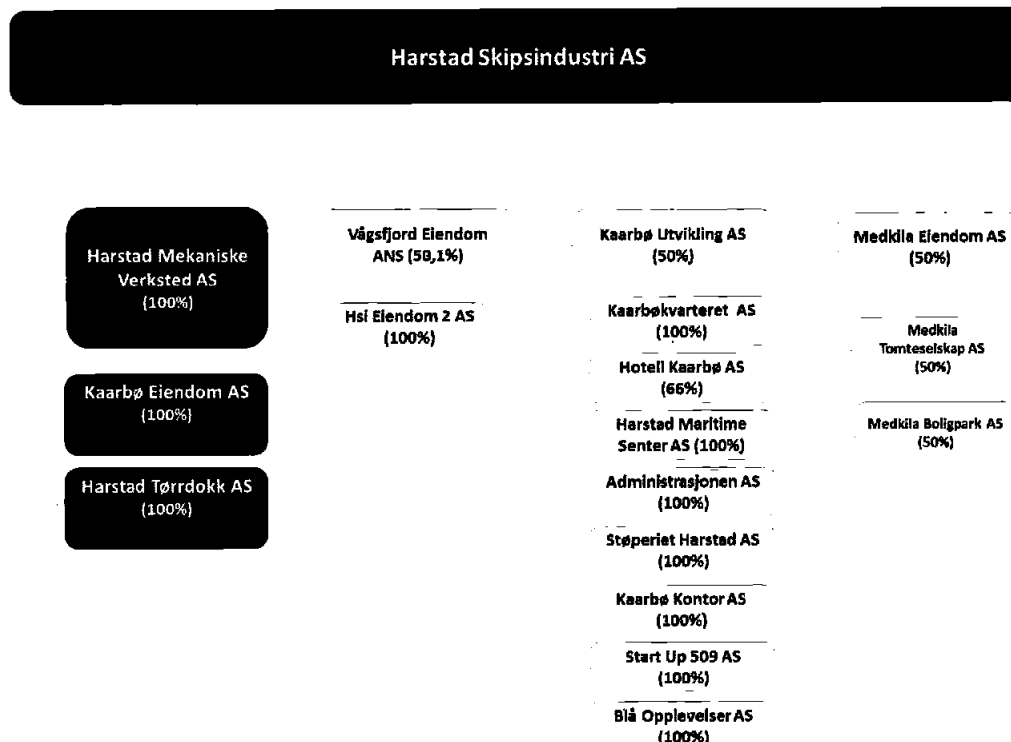 Harstad Skipsindustri AS
Harstad Mekaniske
Verksted AS
(100%)
Kaarbø Eiendom AS
(100%)
Harstad Tørrdokk AS
(100%)
Vågsfjord Eiendom
ANS (50,1%)
Hsi Eiendom 2 AS
(100%)
Kaarbø Utvikling AS
(50%)
Kaarbøkvarteret AS
(100%)
Hotell Kaarbø AS
(66%)
Harstad Maritime
Senter AS (100%)
Administrasjonen AS
(100%)
Støperiet Harstad AS
(100%)
Kaarbø Kontor AS
(100%)
Start Up 509 AS
(100%)
Blå Opplevelser AS
(100%)
Medkila Eiendom AS
(50%)
Medkila
Tomteselskap AS
(50%)
Medkila Boligpark AS
(50%)